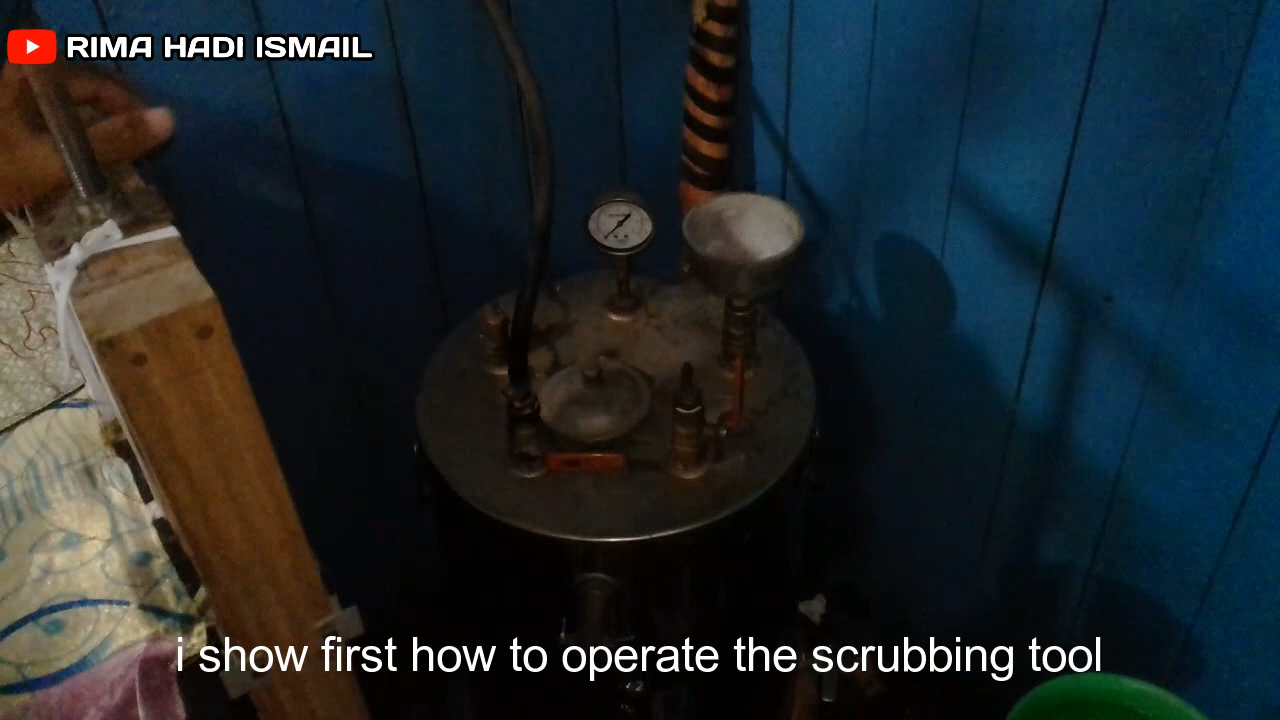 RIMA HADI ISMAIL
i show first how to operate the scrubbing tool